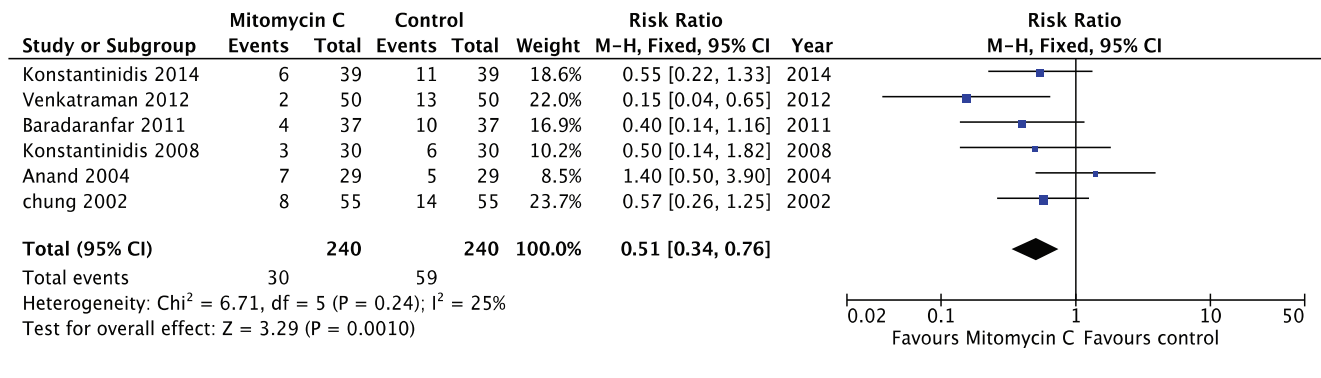 Mitomycin C Control Risk Ratio Risk Ratio
Study or Subgroup Events Total Events Total Weight M-H, Fixed, 95% CI Year M-H, Fixed, 95% CI
Konstantinidis 2014 6 39 11 39 18.6% 0.55 [0.22, 1.33] 2014
Venkatraman 2012 2 50 13 50 22.0% 0.15 [0.04, 0.65] 2012
Baradaranfar 2011 4 37 10 37 16.9% 0.40 [0.14, 1.16] 2011
Konstantinidis 2008 3 30 6 30 10.2% 0.50 [0.14, 1.82] 2008
Anand 2004 7 29 5 29 8.5% 1.40 [0.50, 3.90] 2004
chung 2002 8 55 14 55 23.7% 0.57 [0.26, 1.25] 2002
Total (95% CI) 240 240 100.0% 0.51 [0.34, 0.76]
Total events 30 59
Heterogeneity: Chi² = 6.71, df = 5 (P = 0.24); I² = 25%
Test for overall effect: Z = 3.29 (P = 0.0010)
0.02 0.1 1 10 50
Favours Mitomycin C Favours control